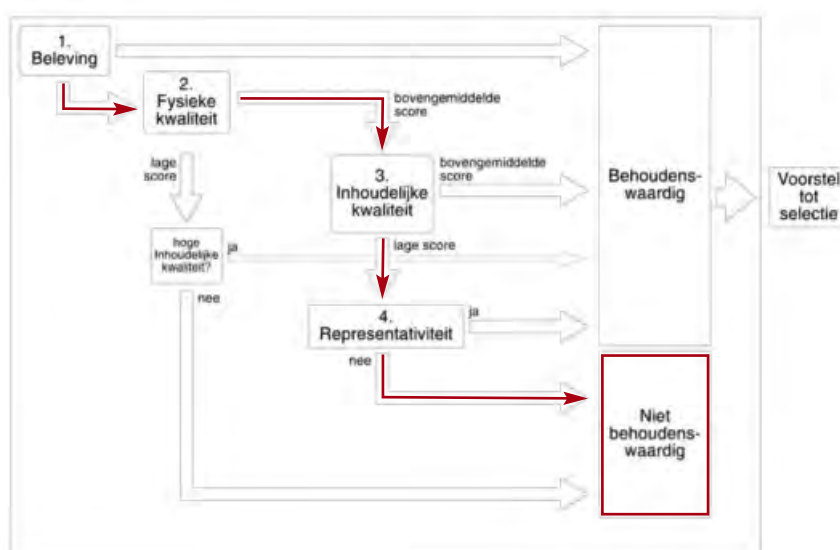 1.
Beleving
2.
Fysieke
kwaliteit
bovengemiddelde
score
lage
score
3.
Inhoudelijke
kwaliteit
bovengemiddelde
score
Behoudens-
waardig
Voorstel
tot
selectie
hoge
Inhoudelijke
kwaliteit?
ja
lage score
nee
4.
Representativiteit
ja
nee
Niet
behoudens-
waardig